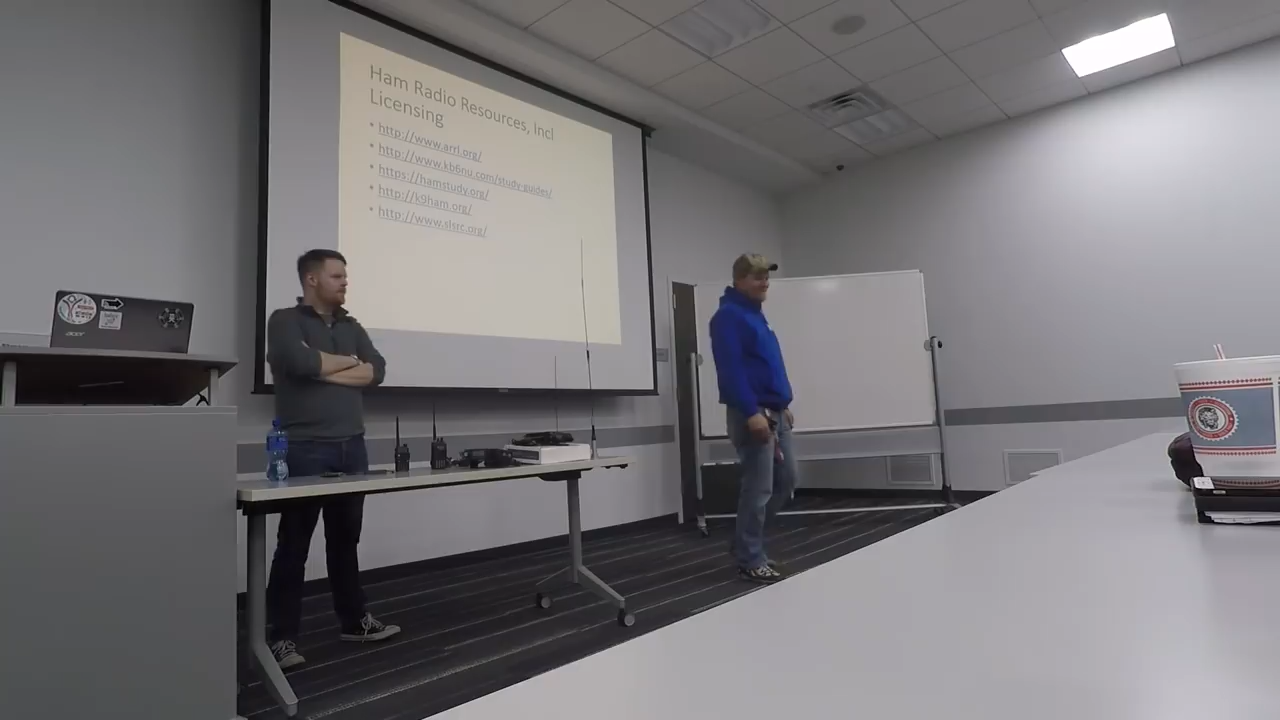 Ham Radio Resources, Incl
Licensing
• http://www.arrl.org/
• http://www.kb6nu.com/study-guides/
• https://hamstudy.org/
• http://k9ham.org/
• http://www.slsrc.org/
acer